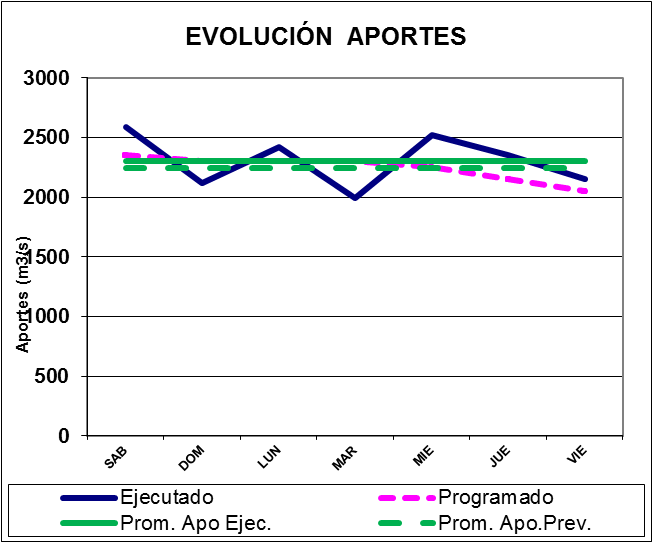 EVOLUCIÓN APORTES
3000
2500
2000
1500
1000
500
0
Aportes (m3/s)
SAB DOM LUN MAR MIE JUE VIE
Ejecutado Programado
Prom. Apo Ejec. Prom. Apo.Prev.